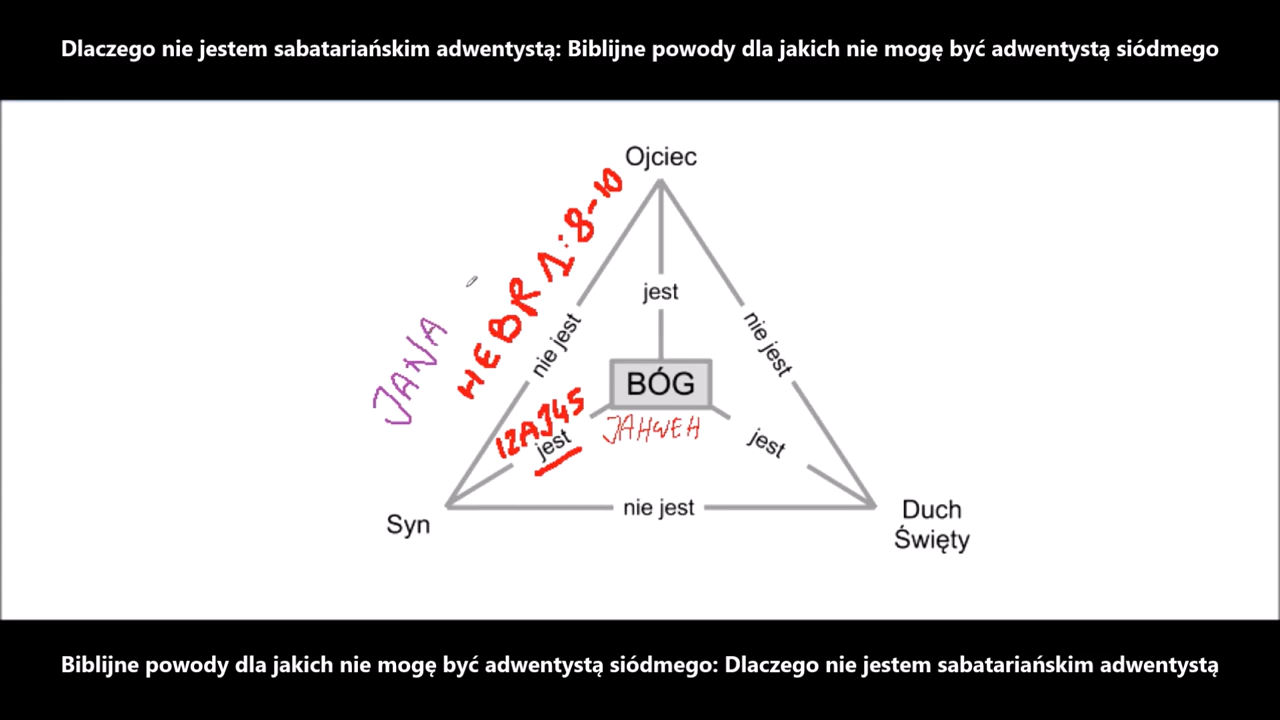 Dlaczego nie jestem sabatariańskim adwentystą: Biblijne powody dla jakich nie mogę być adwentystą siódmego
Ojciec
HEBR 1:8-10
jest
JANA
nie jest
nie jest
BÓG
IZAJ45
JAHWEH
jest
jest
nie jest
Syn
Duch
Święty
Biblijne powody dla jakich nie mogę być adwentystą siódmego: Dlaczego nie jestem sabatariańskim adwentystą